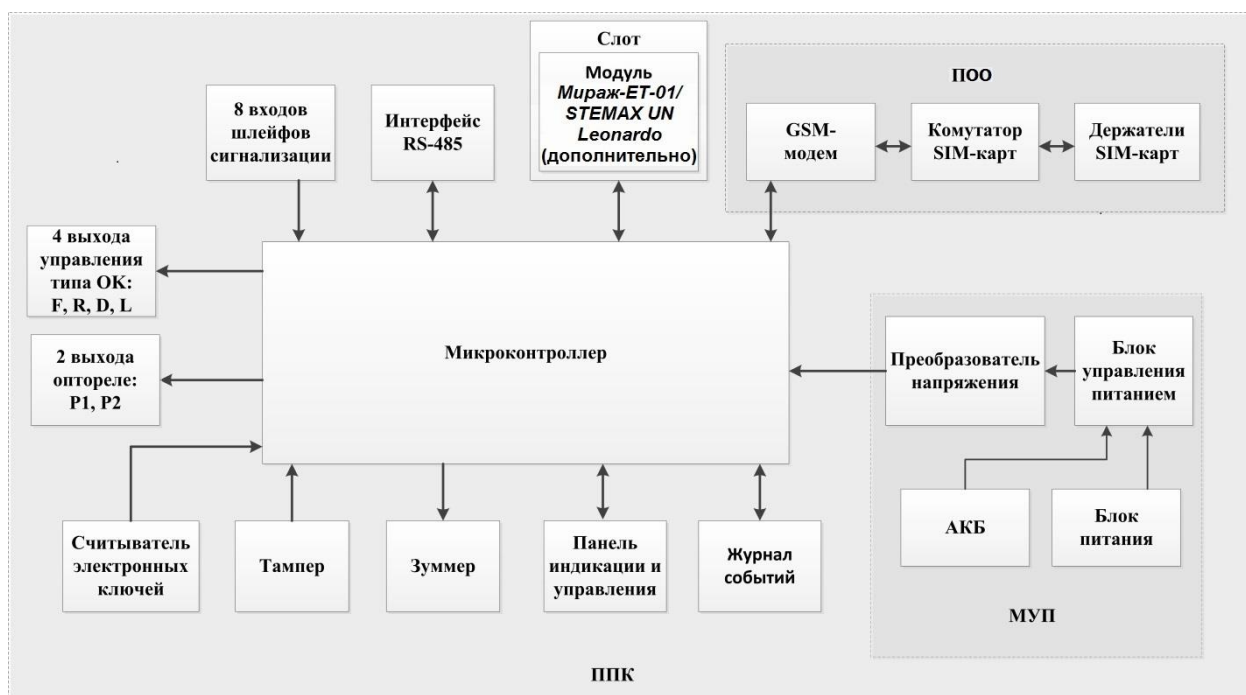 Слот
Модуль
Мираж-ET-01/
STEMAX UN
Leonardo
(дополнительно)
8 входов
шлейфов
сигнализации
Интерфейс
RS-485
ПОО
GSM-
модем
Комутатор
SIM-карт
Держатели
SIM-карт
4 выхода
управления
типа ОК:
F, R, D, L
2 выхода
оптореле:
P1, P2
Микроконтроллер
Преобразователь
напряжения
Блок
управления
питанием
АКБ
Блок
питания
МУП
Считыватель
электронных
ключей
Тампер
Зуммер
Панель
индикации и
управления
Журнал
событий
ППК